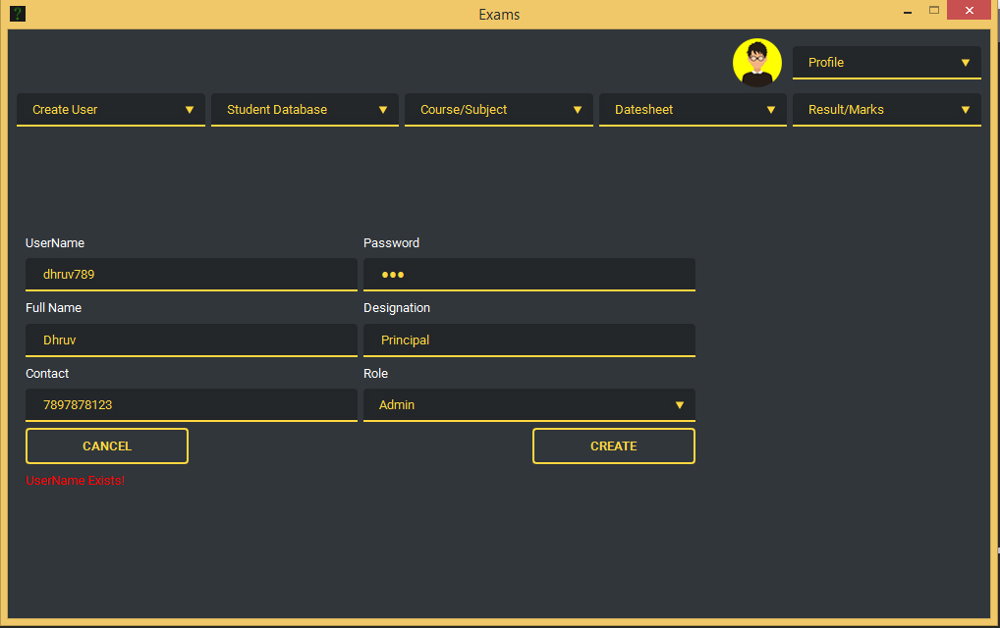 Exams
Profile
Create User Student Database Course/Subject Datesheet Result/Marks
UserName Password
dhruv789 ●●●
Full Name Designation
Dhruv Principal
Contact Role
7897878123 Admin
CANCEL CREATE
UserName Exists!